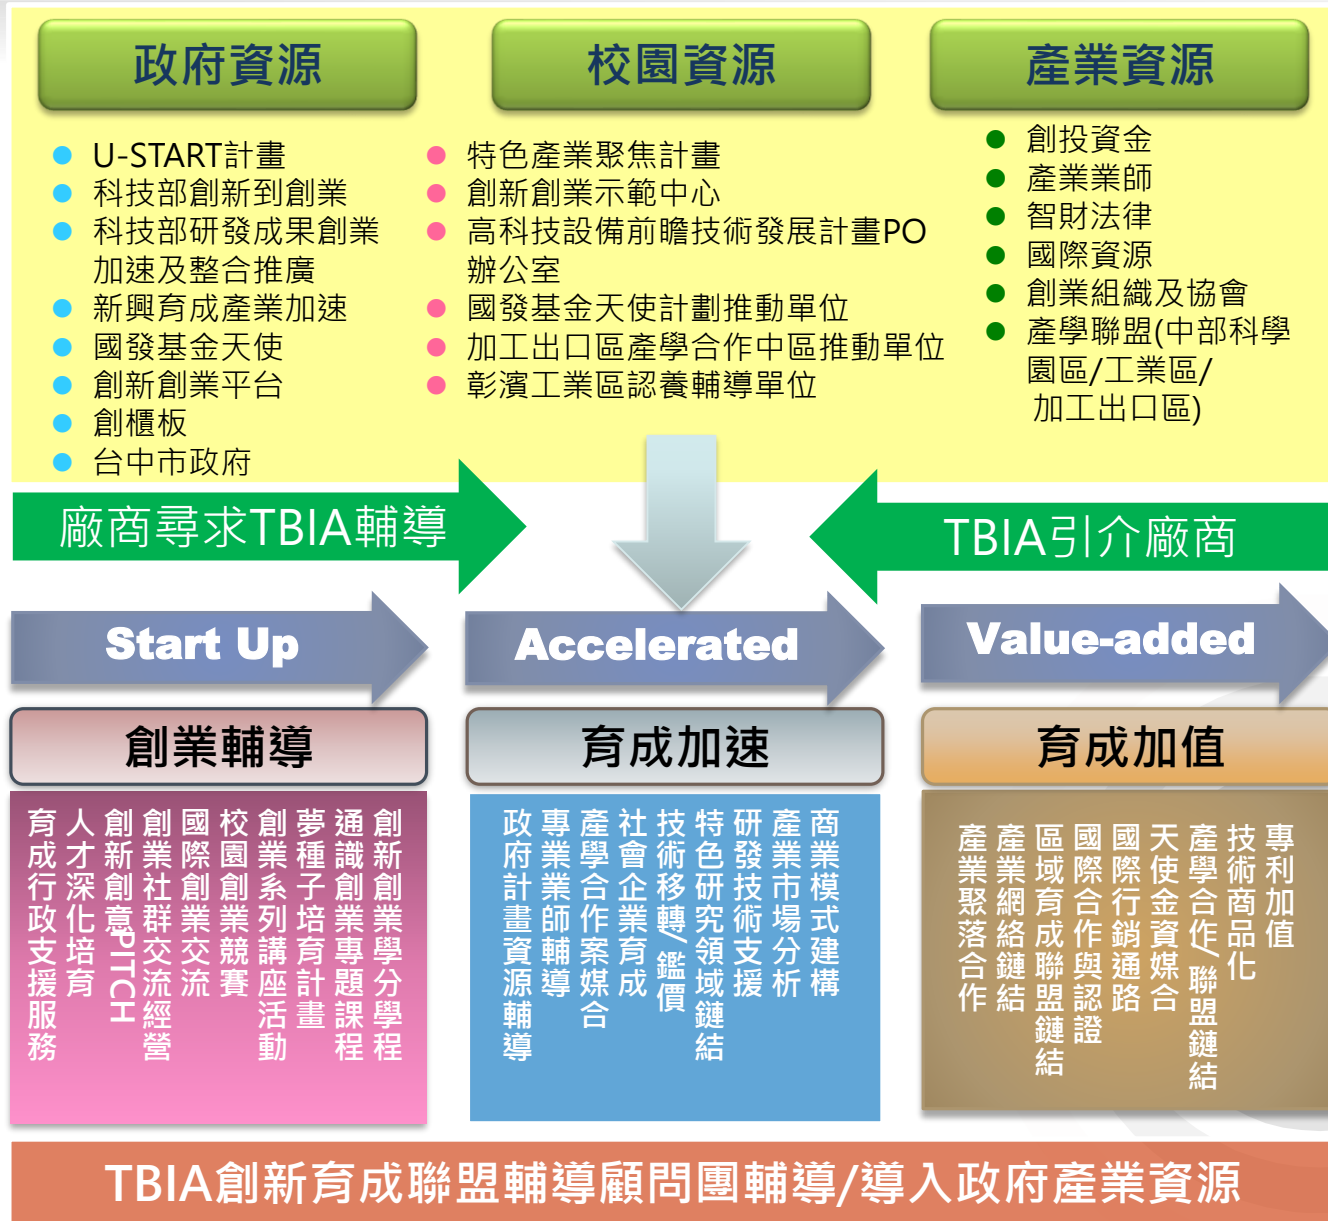 政府資源
校園資源
產業資源
U-START計畫
科技部創新到創業
科技部研發成果創業
加速及整合推廣
新興育成產業加速
國發基金天使
創新創業平台
創櫃板
台中市政府
特色產業聚焦計畫
創新創業示範中心
高科技設備前瞻技術發展計畫PO
辦公室
國發基金天使計劃推動單位
加工出口區產學合作中區推動單位
彰濱工業區認養輔導單位
創投資金
產業業師
智財法律
國際資源
創業組織及協會
產學聯盟(中部科學
園區/工業區/
加工出口區)
廠商尋求TBIA輔導
TBIA引介廠商
Start Up
Accelerated
Value-added
創業輔導
育成加速
育成加值
創新創業學分學程
通識創業專題課程
夢種子培育計畫
創業系列講座活動
校園創業競賽
國際創業交流
創業社群交流經營
創新創意PITCH
人才深化培育
育成行政支援服務
商業模式建構
產業市場分析
研發技術支援
特色研究領域鏈結
技術移轉/鑑價
社會企業育成
產學合作案媒合
專業業師輔導
政府計畫資源輔導
專利加值
技術商品化
產學合作/聯盟鏈結
天使金資媒合
國際行銷通路
國際合作與認證
區域育成聯盟鏈結
產業網絡鏈結
產業聚落合作
TBIA創新育成聯盟輔導顧問團輔導/導入政府產業資源